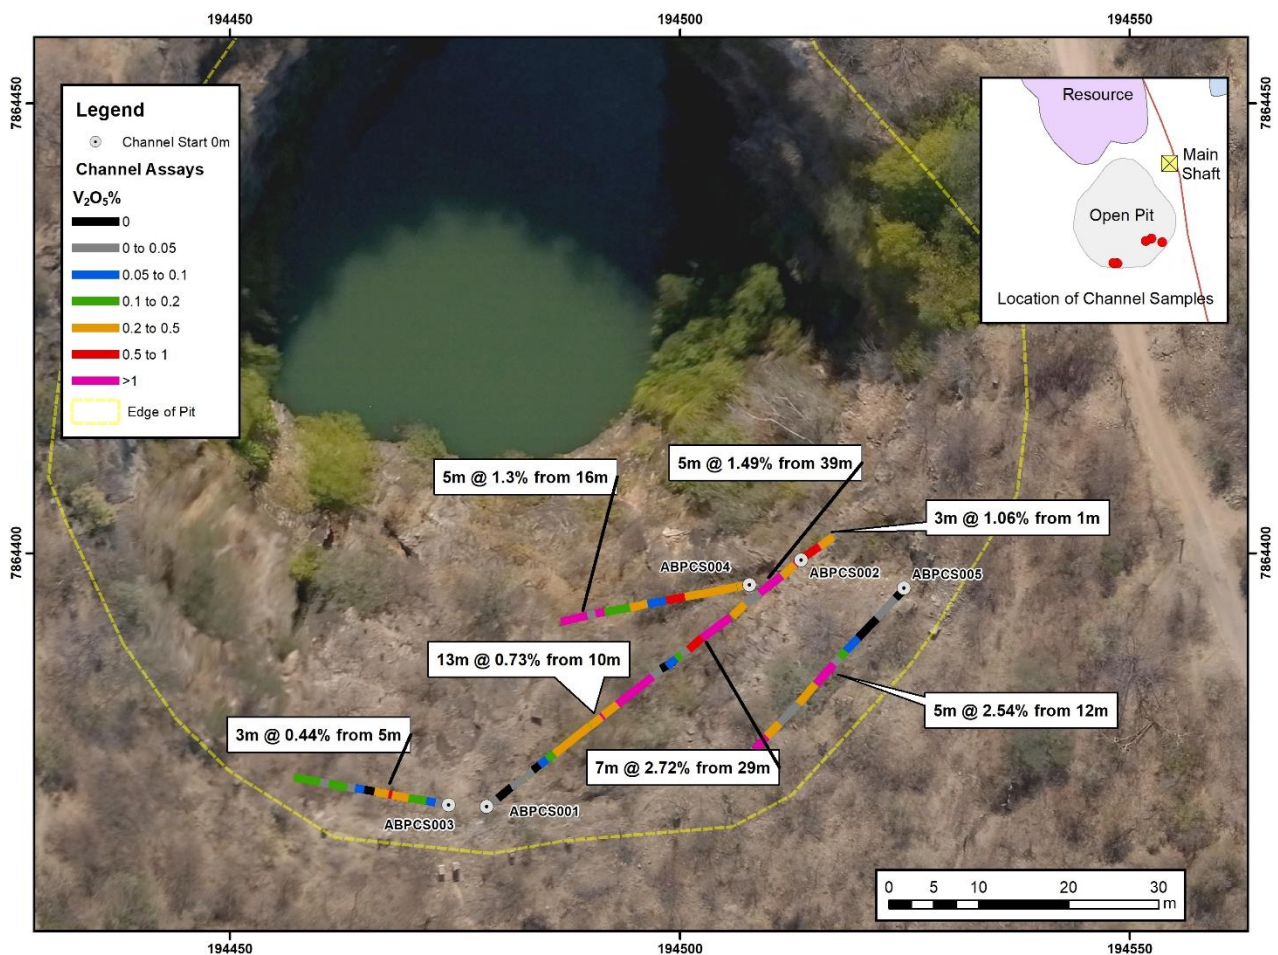 194450
194500
194550
7864450
7864450
Legend
Channel Start 0m
Channel Assays
V₂O₅%
0
0 to 0.05
0.05 to 0.1
0.1 to 0.2
0.2 to 0.5
0.5 to 1
>1
Edge of Pit
Resource
Main
Shaft
Open Pit
Location of Channel Samples
5m @ 1.3% from 16m
5m @ 1.49% from 39m
3m @ 1.06% from 1m
7864400
7864400
ABPCS004
ABPCS002
ABPCS005
13m @ 0.73% from 10m
5m @ 2.54% from 12m
3m @ 0.44% from 5m
7m @ 2.72% from 29m
ABPCS003
ABPCS001
0 5 10 20 30
m
194450
194500
194550